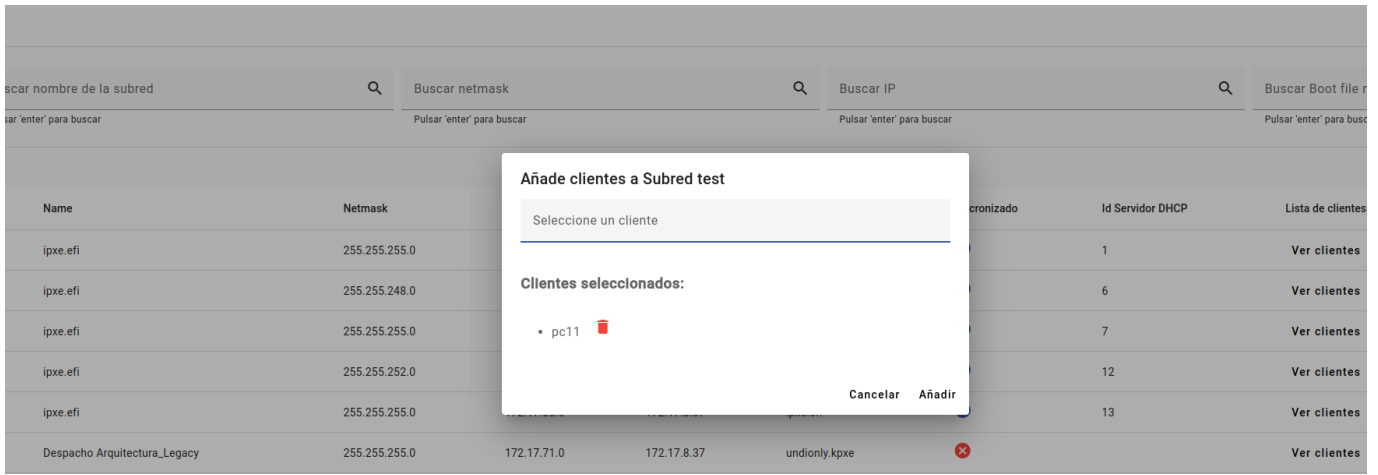 scar nombre de la subred
Buscar netmask
Buscar IP
Buscar Boot file r
sar 'enter' para buscar
Pulsar 'enter' para buscar
Pulsar 'enter' para buscar
Pulsar 'enter' para busc
Añade clientes a Subred test
Seleccione un cliente
Clientes seleccionados:
• pc11
Cancelar Añadir
Name Netmask cronizado Id Servidor DHCP Lista de clientes
ipxe.efi 255.255.255.0 1 Ver clientes
ipxe.efi 255.255.248.0 6 Ver clientes
ipxe.efi 255.255.255.0 7 Ver clientes
ipxe.efi 255.255.252.0 12 Ver clientes
ipxe.efi 255.255.255.0 13 Ver clientes
Despacho Arquitectura_Legacy 255.255.255.0 172.17.71.0 172.17.8.37 undionly.kpxe Ver clientes